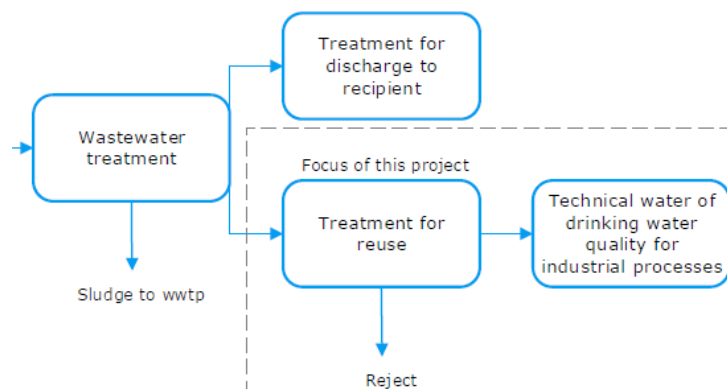 Treatment for
discharge to
recipient
Wastewater
treatment
Focus of this project
Treatment for
reuse
Technical water of
drinking water
quality for
industrial processes
Sludge to wwtp
Reject